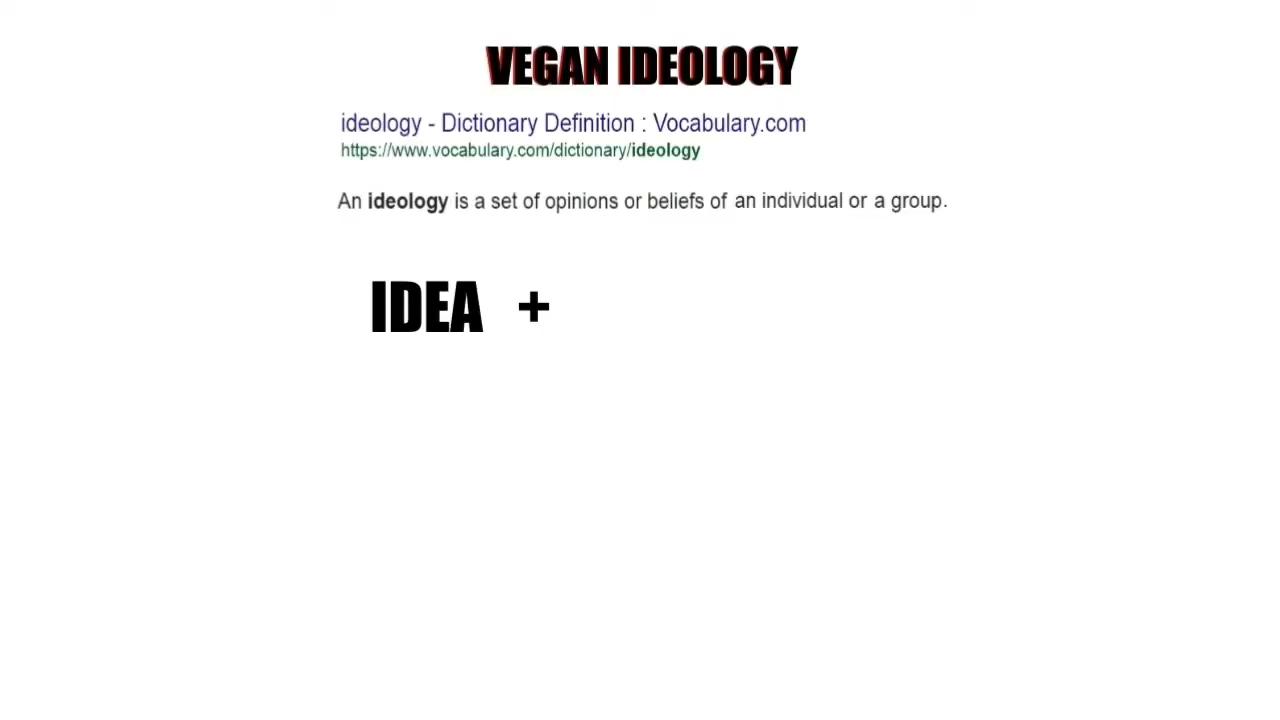 VEGAN IDEOLOGY
ideology - Dictionary Definition : Vocabulary.com
https://www.vocabulary.com/dictionary/ideology
An ideology is a set of opinions or beliefs of an individual or a group.
IDEA +